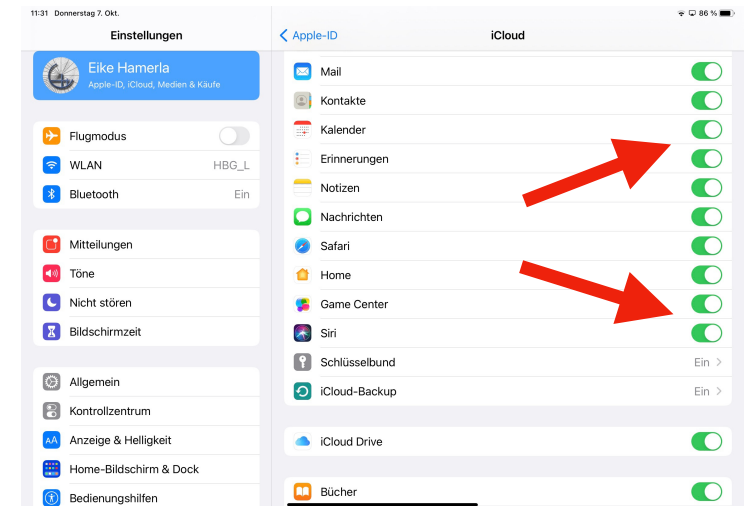 11:31 Donnerstag 7. Okt.
86 %
Einstellungen
Eike Hamerla
Apple-ID, iCloud, Medien & Käufe
Flugmodus
WLAN HBG_L
Bluetooth Ein
Mitteilungen
Töne
Nicht stören
Bildschirmzeit
Allgemein
Kontrollzentrum
AA Anzeige & Helligkeit
Home-Bildschirm & Dock
Bedienungshilfen
Apple-ID
iCloud
Mail
Kontakte
Kalender
Erinnerungen
Notizen
Nachrichten
Safari
Home
Game Center
Siri
Schlüsselbund Ein
iCloud-Backup Ein
iCloud Drive
Bücher